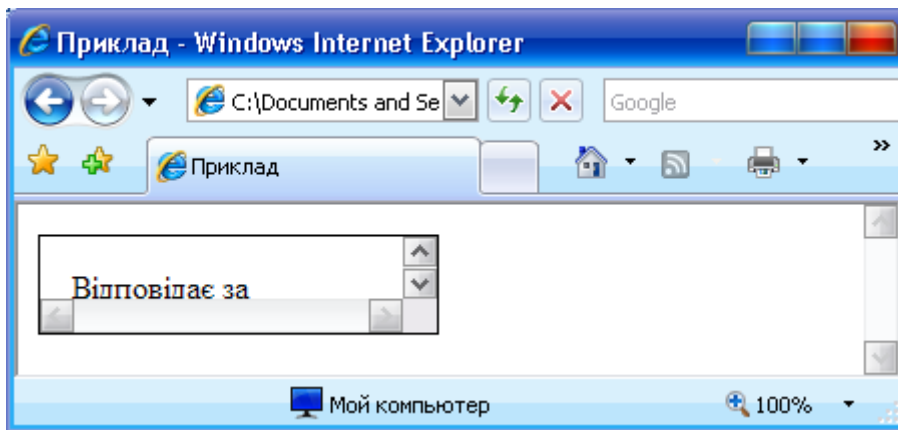 Приклад - Windows Internet Explorer
C:\Documents and Se
Google
Приклад
»
Відповідає за
Мой компьютер
100%